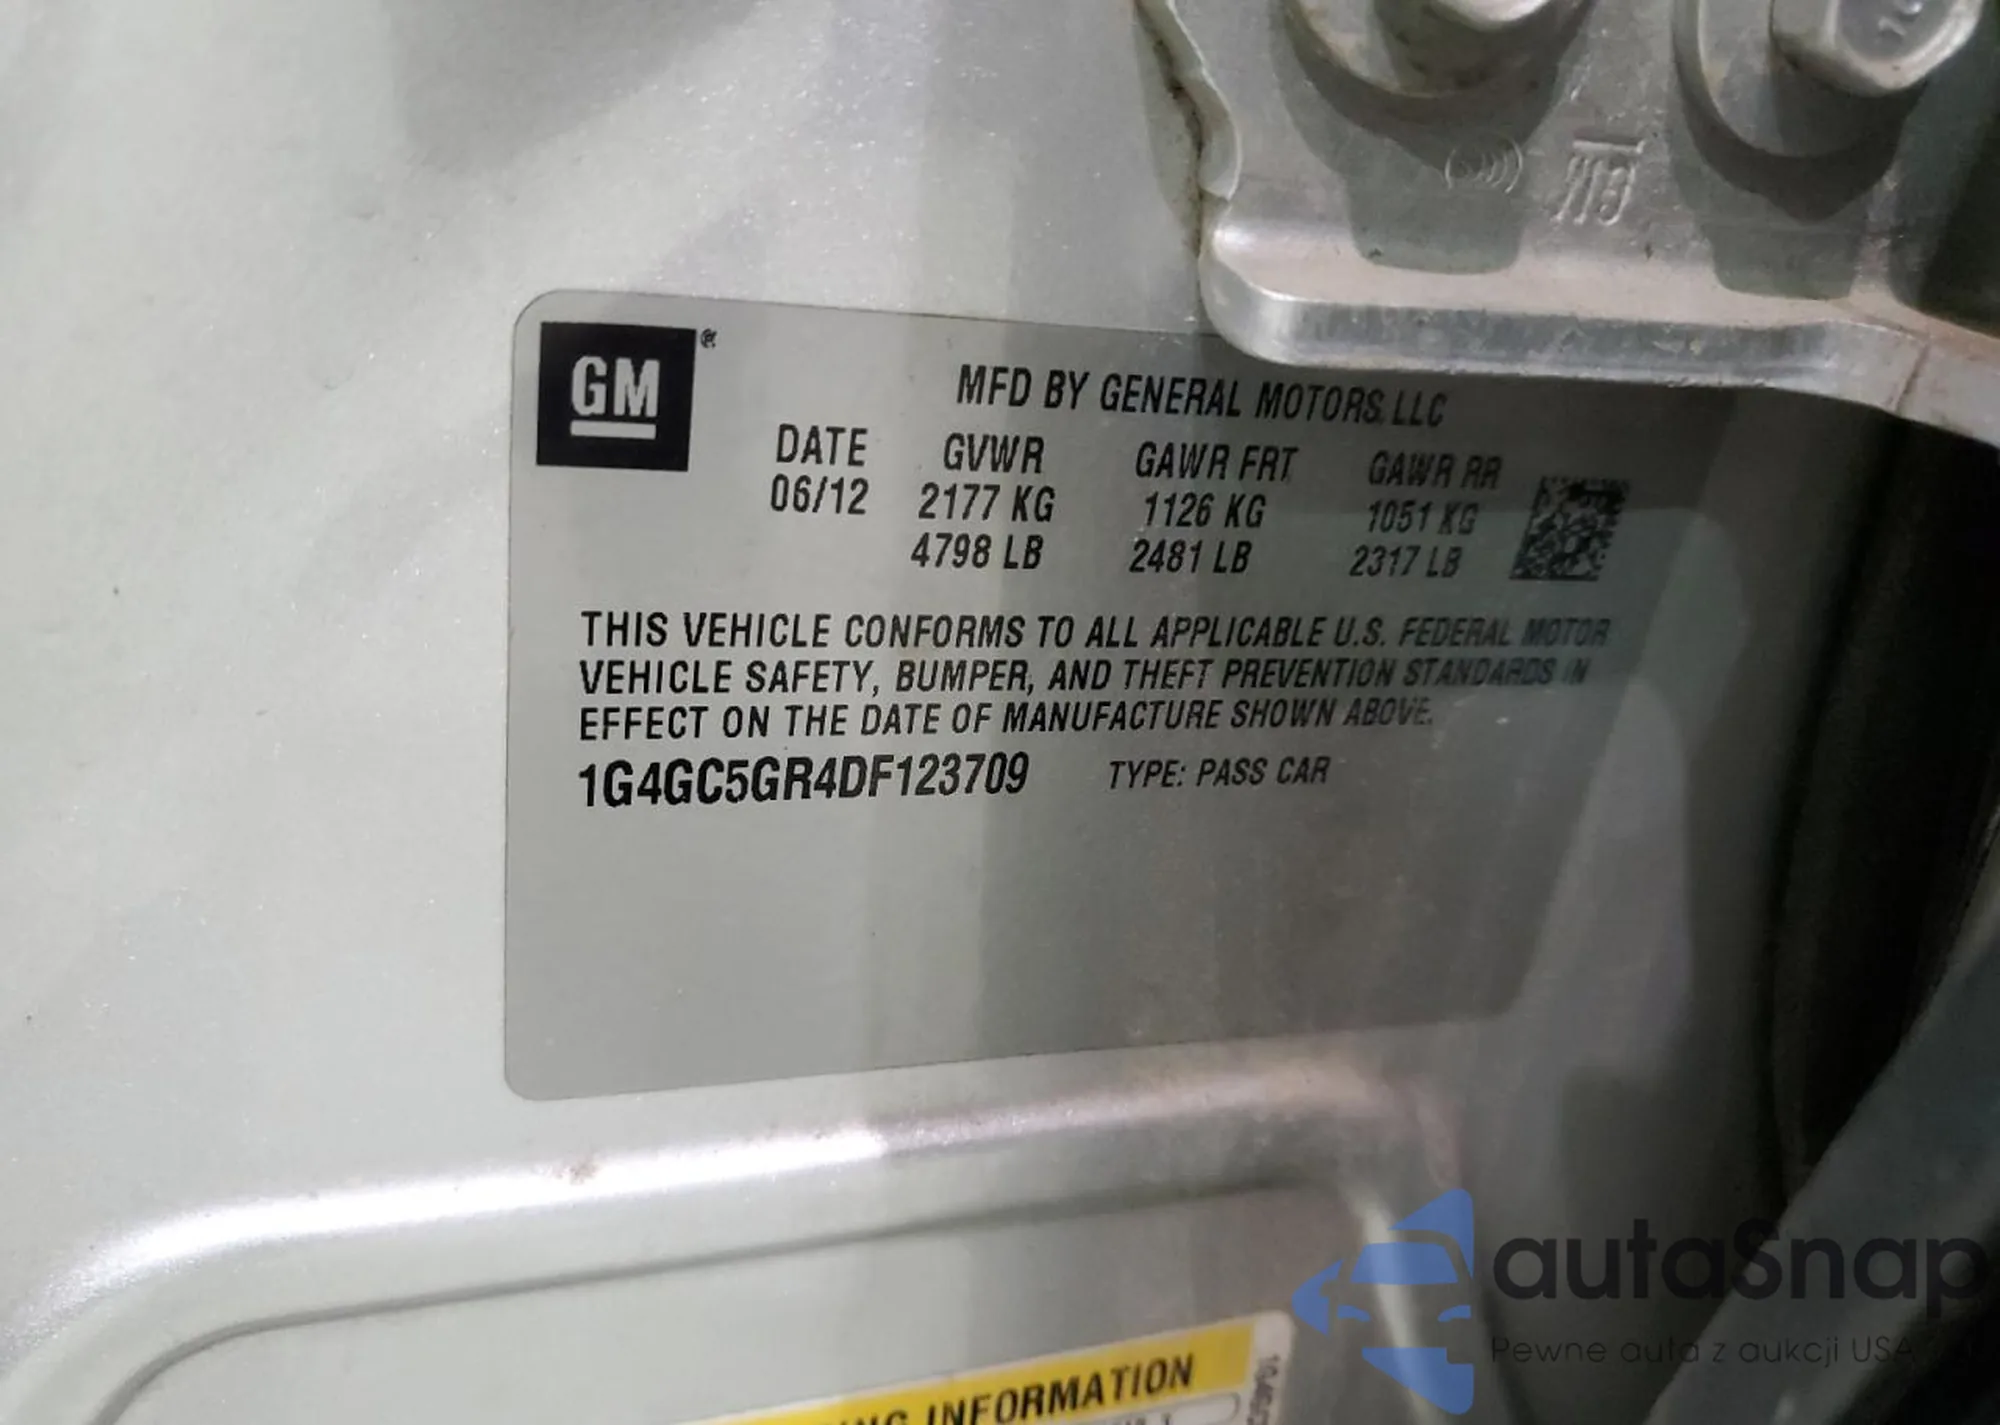 GM
MFD BY GENERAL MOTORS LLC
DATE GVWR GAWR FRT GAWR RR
06/12 2177 KG 1126 KG 1051 KG
4798 LB 2481 LB 2317 LB
THIS VEHICLE CONFORMS TO ALL APPLICABLE U.S. FEDERAL MOTOR
VEHICLE SAFETY, BUMPER, AND THEFT PREVENTION STANDARDS IN
EFFECT ON THE DATE OF MANUFACTURE SHOWN ABOVE.
1G4GC5GR4DF123709 TYPE: PASS CAR
autaSnap
Pewne auta z aukcji USA
INFORMATION